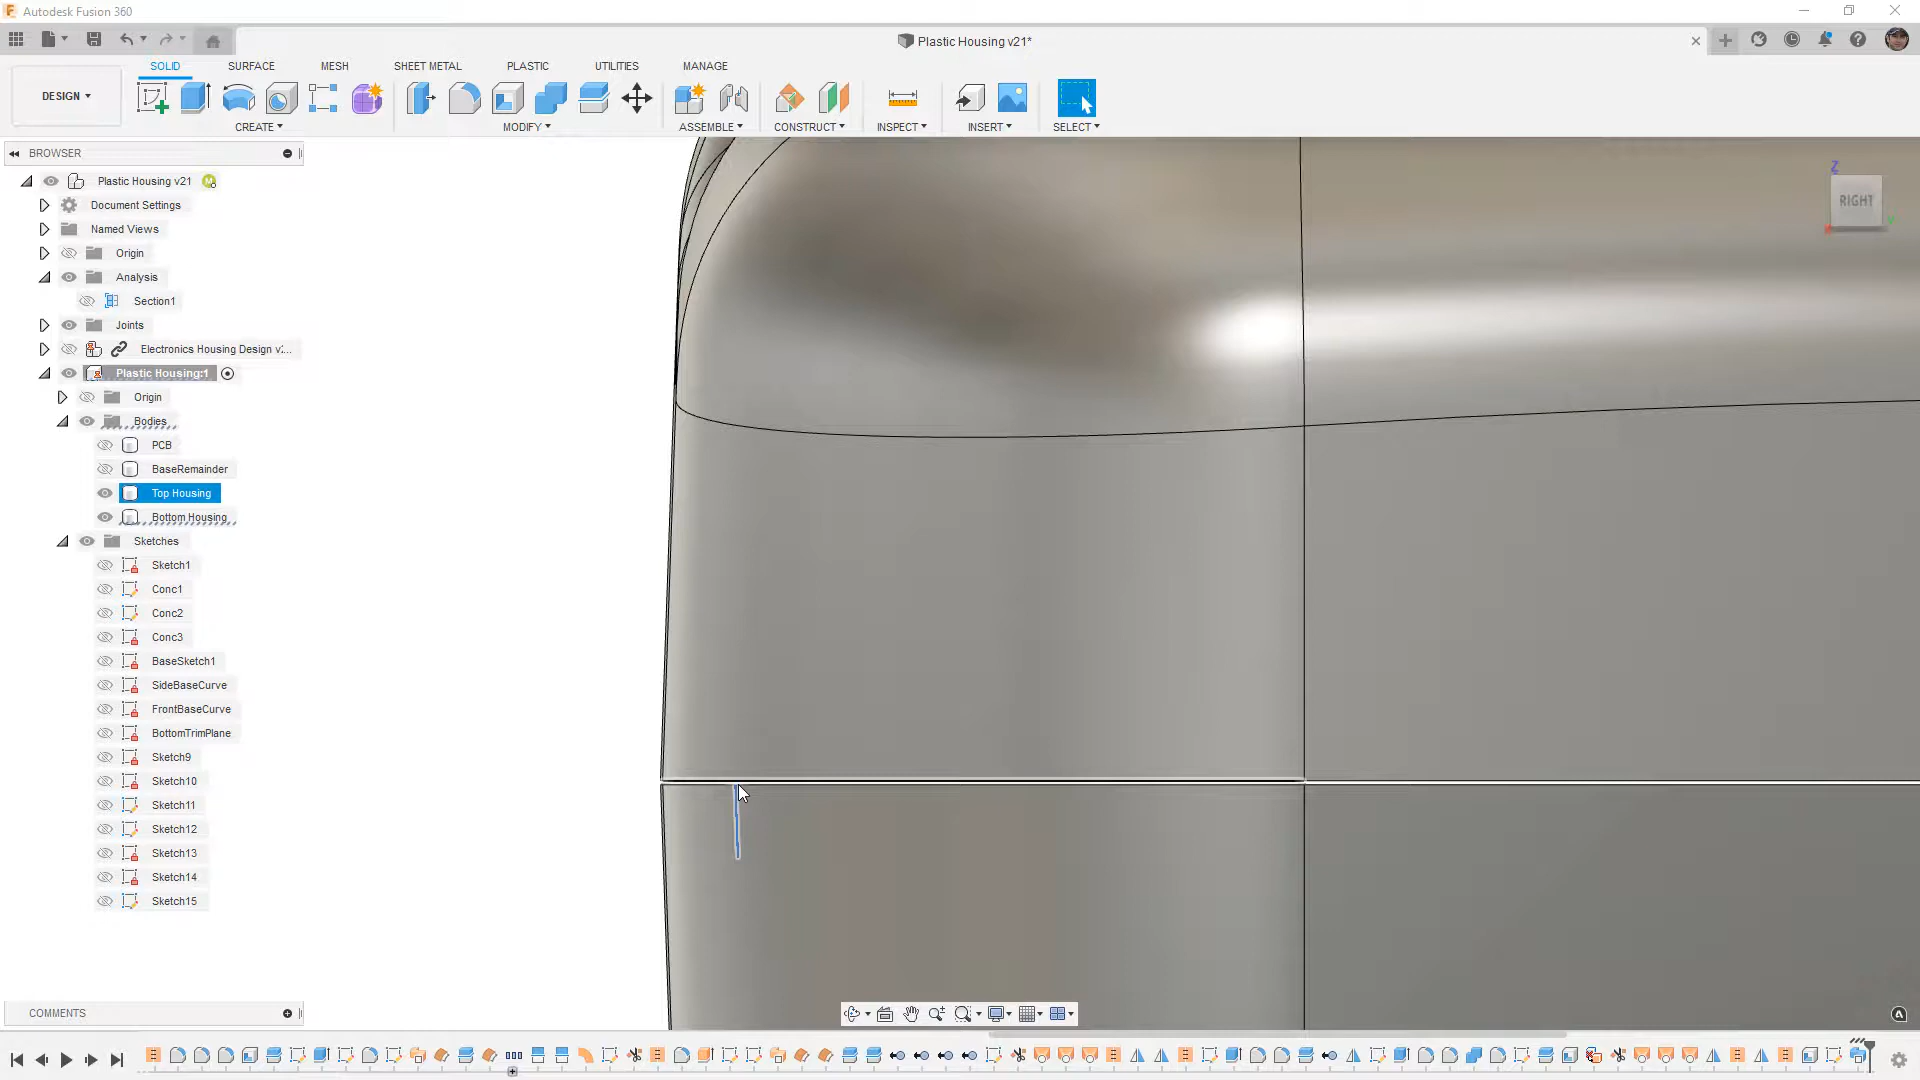 Autodesk Fusion 360
Plastic Housing v21*
DESIGN
SOLID SURFACE MESH SHEET METAL PLASTIC UTILITIES MANAGE
CREATE MODIFY ASSEMBLE CONSTRUCT INSPECT INSERT SELECT
BROWSER
Plastic Housing v21
Document Settings
Named Views
Origin
Analysis
Section1
Joints
Electronics Housing Design v:...
Plastic Housing:1
Origin
Bodies
PCB
BaseRemainder
Top Housing
Bottom Housing
Sketches
Sketch1
Conc1
Conc2
Conc3
BaseSketch1
SideBaseCurve
FrontBaseCurve
BottomTrimPlane
Sketch9
Sketch10
Sketch11
Sketch12
Sketch13
Sketch14
Sketch15
Z
RIGHT
COMMENTS